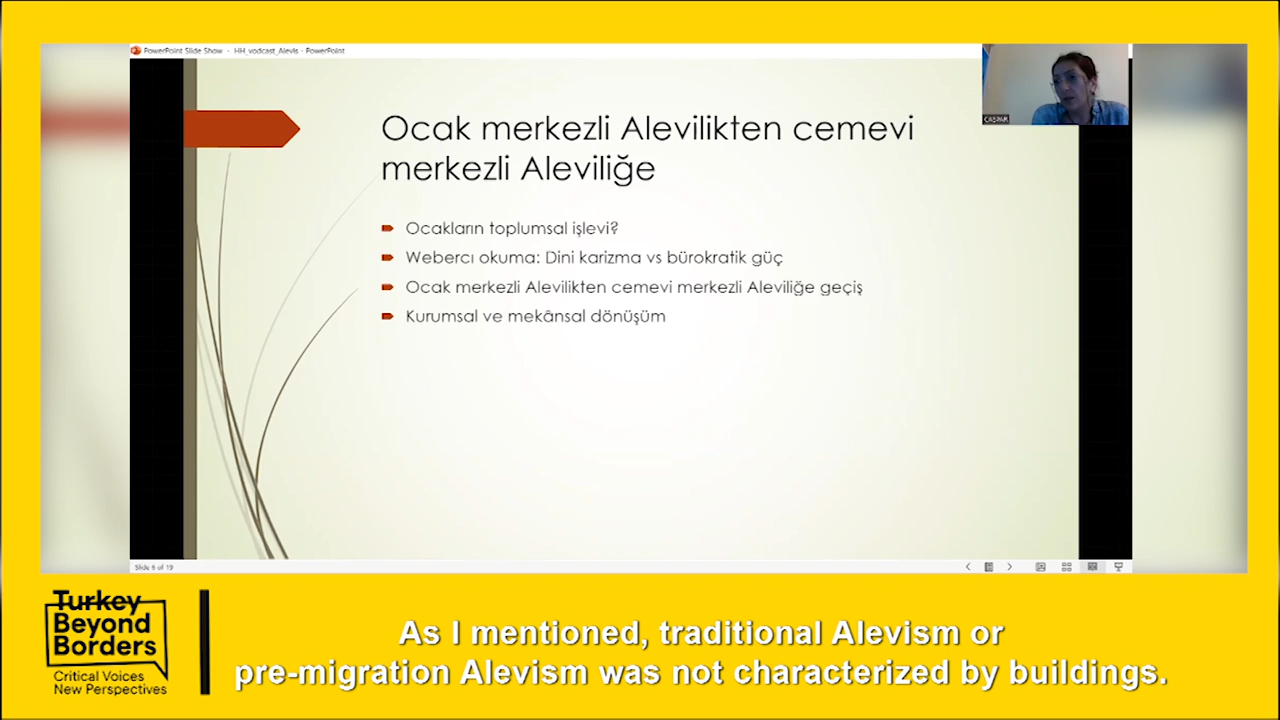 PowerPoint Slide Show - HH_vodcast_Alevis - PowerPoint
CASPAR
Ocak merkezli Alevilikten cemevi
merkezli Aleviliğe
Ocakların toplumsal işlevi?
Webercı okuma: Dini karizma vs bürokratik güç
Ocak merkezli Alevilikten cemevi merkezli Aleviliğe geçiş
Kurumsal ve mekânsal dönüşüm
Slide 6 of 19
Turkey
Beyond
Borders
Critical Voices
New Perspectives
As I mentioned, traditional Alevism or
pre-migration Alevism was not characterized by buildings.